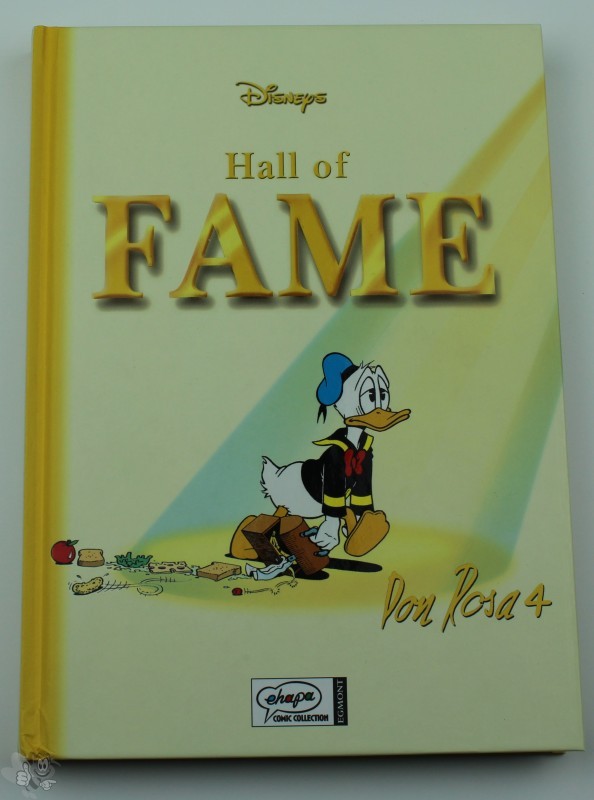 Disneys
Hall of
FAME
Don Rosa 4
ehapa
COMIC COLLECTION
EGMONT